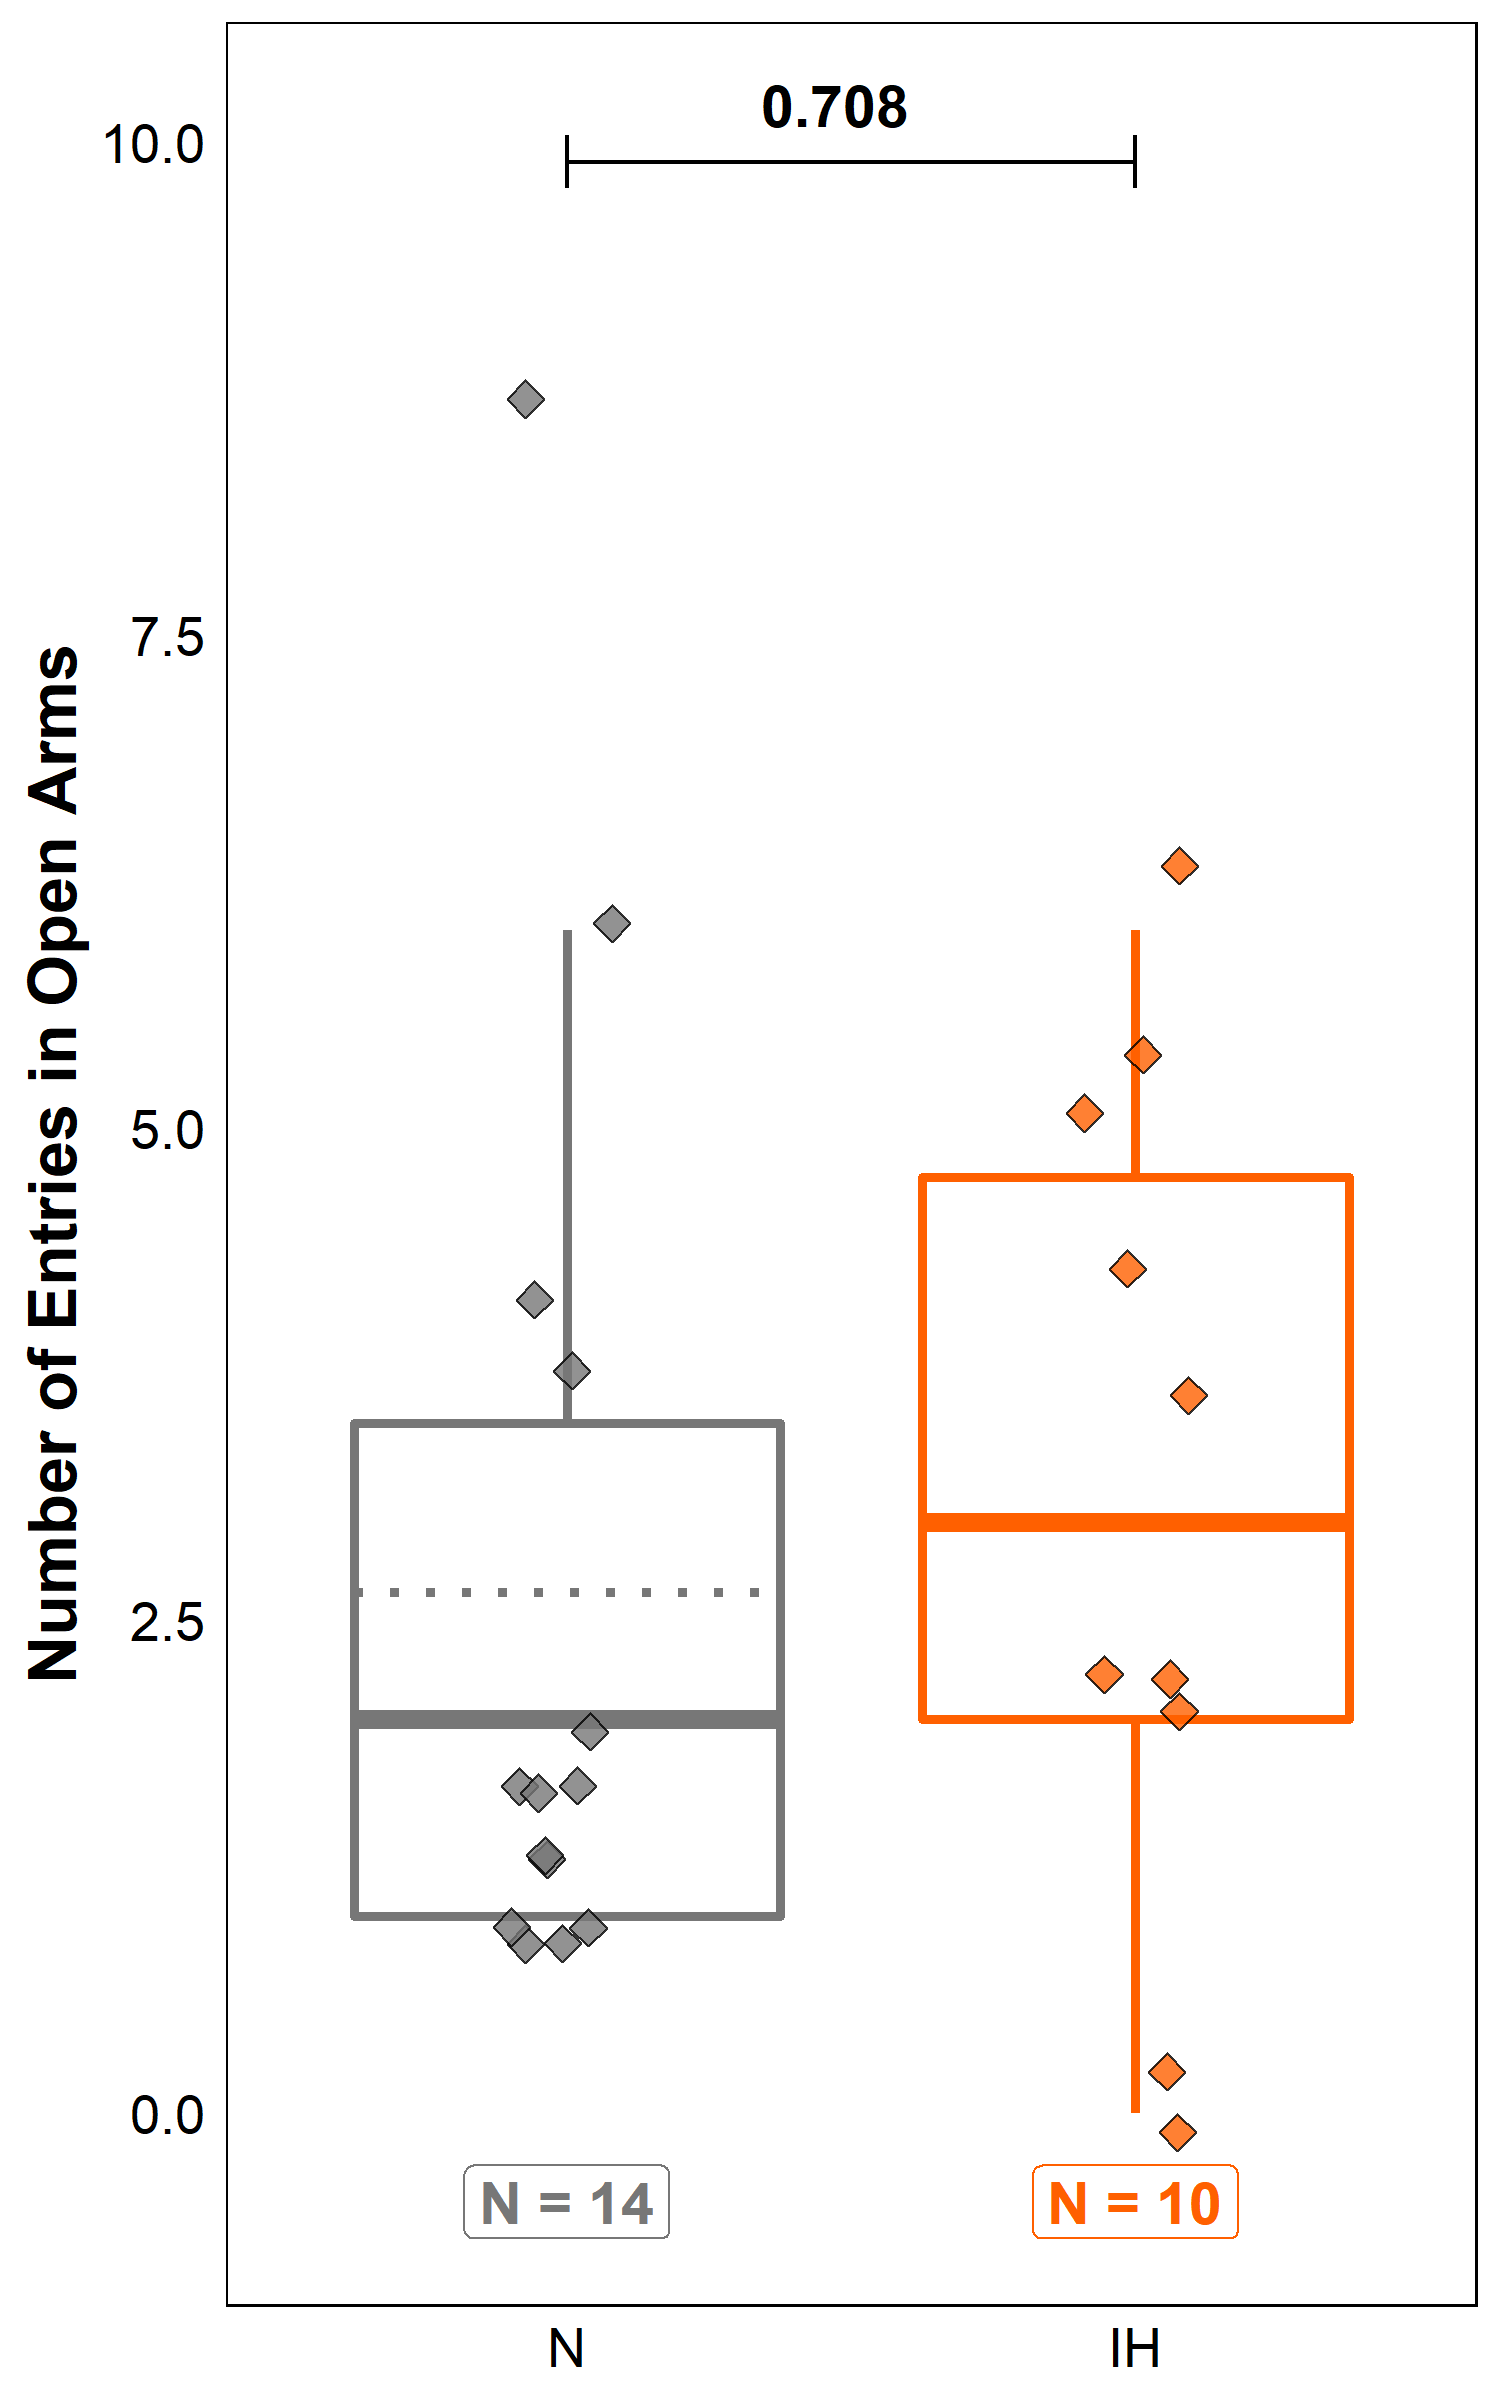 Number of Entries in Open Arms
10.0
7.5
5.0
2.5
0.0
0.708
N = 14
N = 10
N
IH